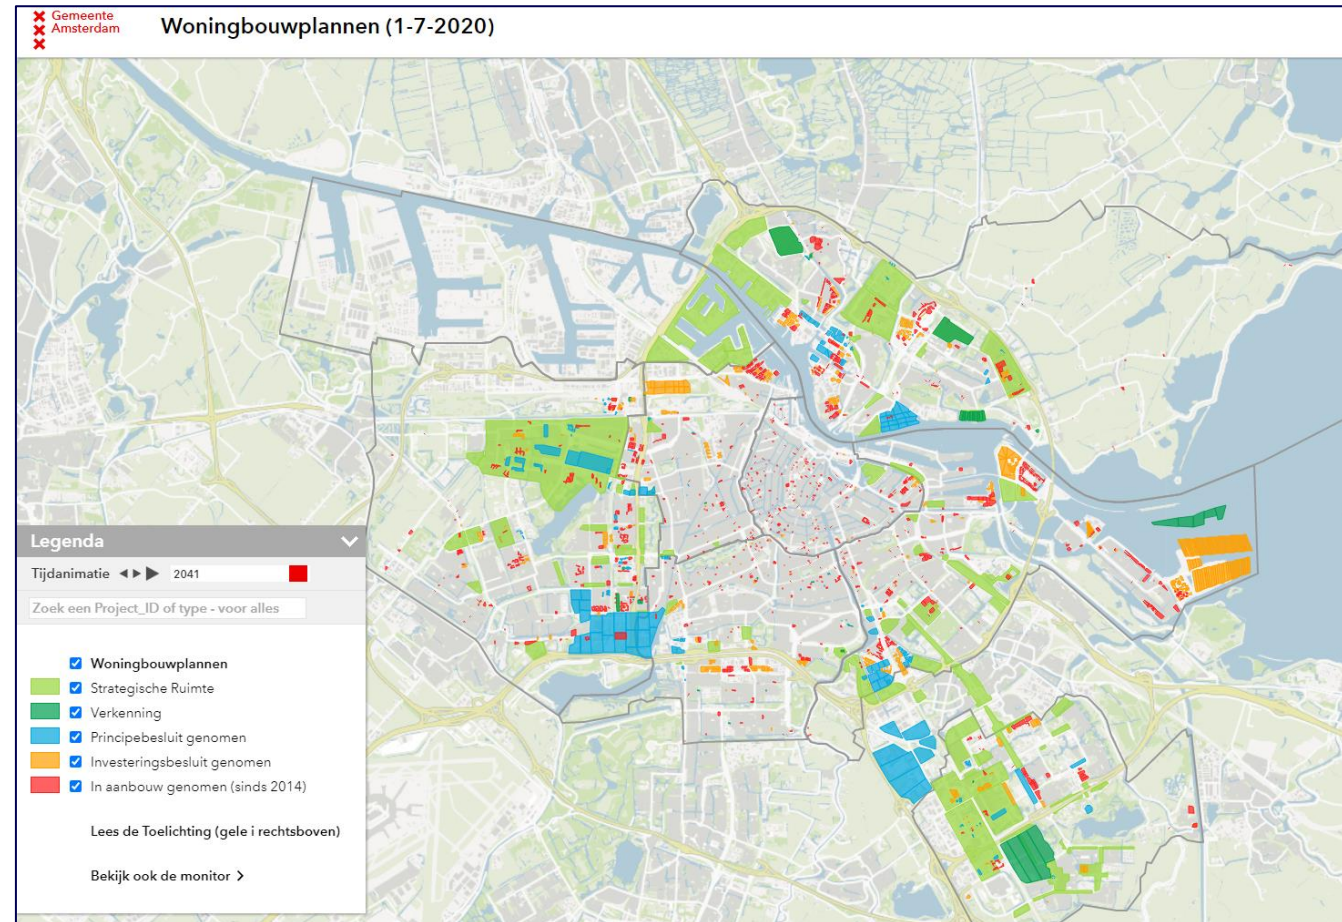 Gemeente
Amsterdam
Woningbouwplannen (1-7-2020)
Legenda
Tijdanimatie
2041
Zoek een Project_ID of type - voor alles
Woningbouwplannen
Strategische Ruimte
Verkenning
Principebesluit genomen
Investeringsbesluit genomen
In aanbouw genomen (sinds 2014)
Lees de Toelichting (gele i rechtsboven)
Bekijk ook de monitor >